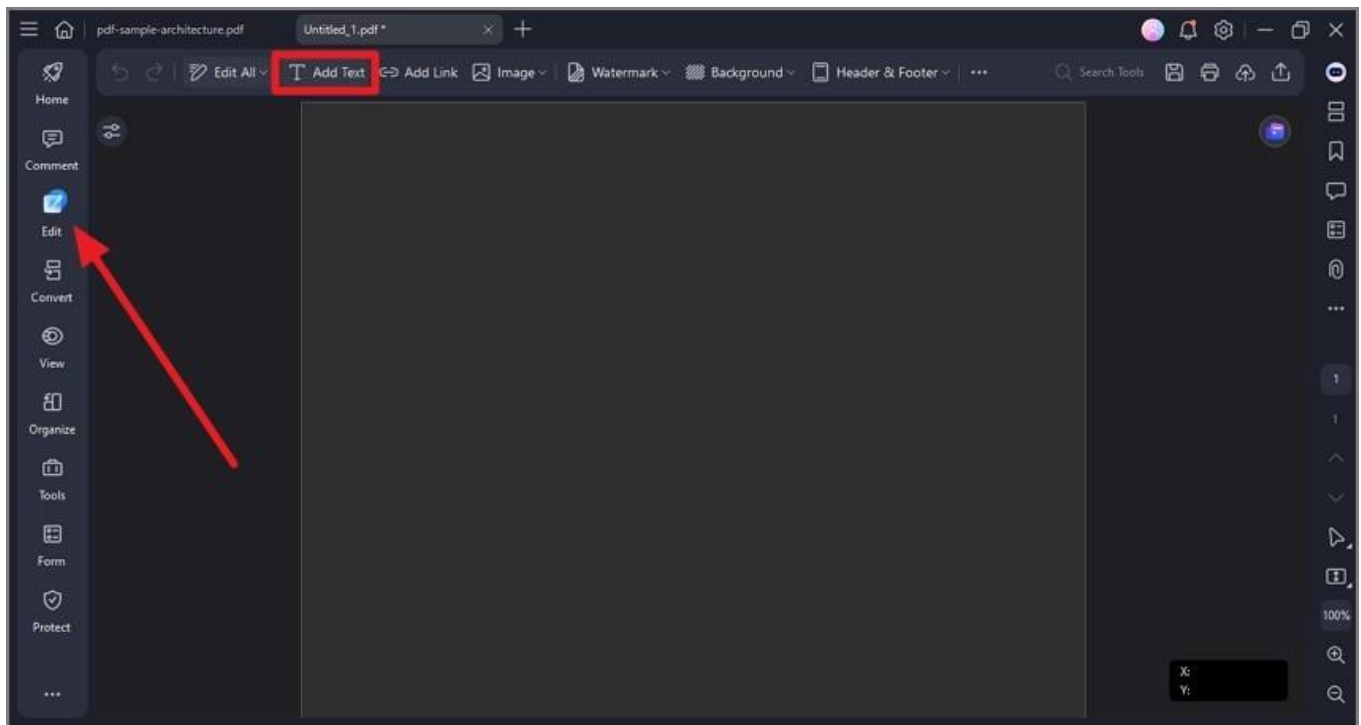 pdf-sample-architecture.pdf Untitled_1.pdf *
Edit All Add Text Add Link Image Watermark Background Header & Footer Search Tools
Home
Comment
Edit
Convert
View
Organize
Tools
Form
Protect
1
1
100%
X:
Y: